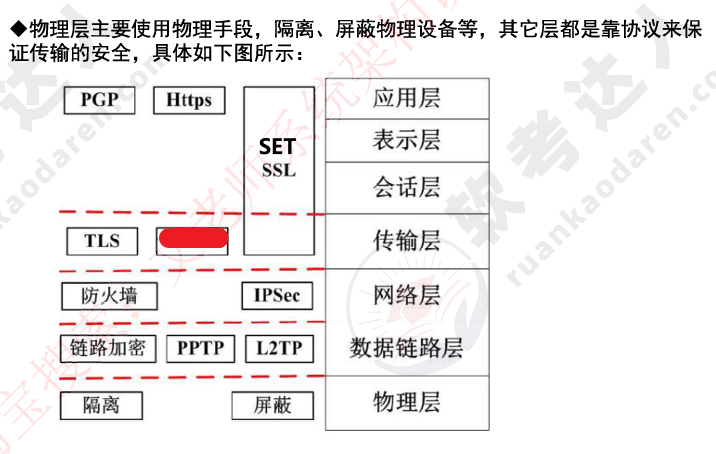 ◆物理层主要使用物理手段，隔离、屏蔽物理设备等，其它层都是靠协议来保
证传输的安全，具体如下图所示：
PGP Https 应用层
SET 表示层
SSL
会话层
TLS 传输层
防火墙 IPSec 网络层
链路加密 PPTP L2TP 数据链路层
隔离 屏蔽 物理层
软考达人
ruankaodaren.com